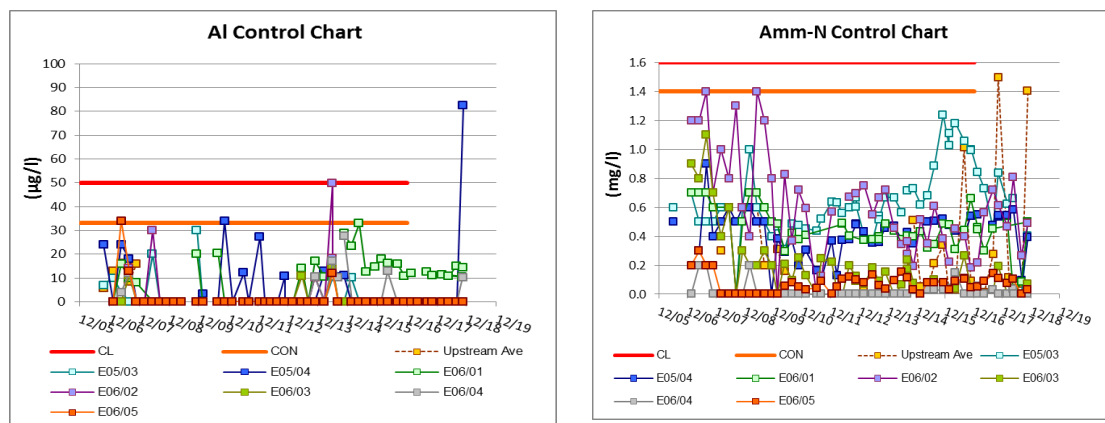 Al Control Chart
100
90
80
70
60
50
40
30
20
10
0
(µg/l)
12/05 12/06 12/07 12/08 12/09 12/10 12/11 12/12 12/13 12/14 12/15 12/16 12/17 12/18 12/19
CL CON Upstream Ave
E05/03 E05/04 E06/01
E06/02 E06/03 E06/04
E06/05
Amm-N Control Chart
1.6
1.4
1.2
1.0
0.8
0.6
0.4
0.2
0.0
(mg/l)
12/05 12/06 12/07 12/08 12/09 12/10 12/11 12/12 12/13 12/14 12/15 12/16 12/17 12/18 12/19
CL CON Upstream Ave E05/03
E05/04 E06/01 E06/02 E06/03
E06/04 E06/05